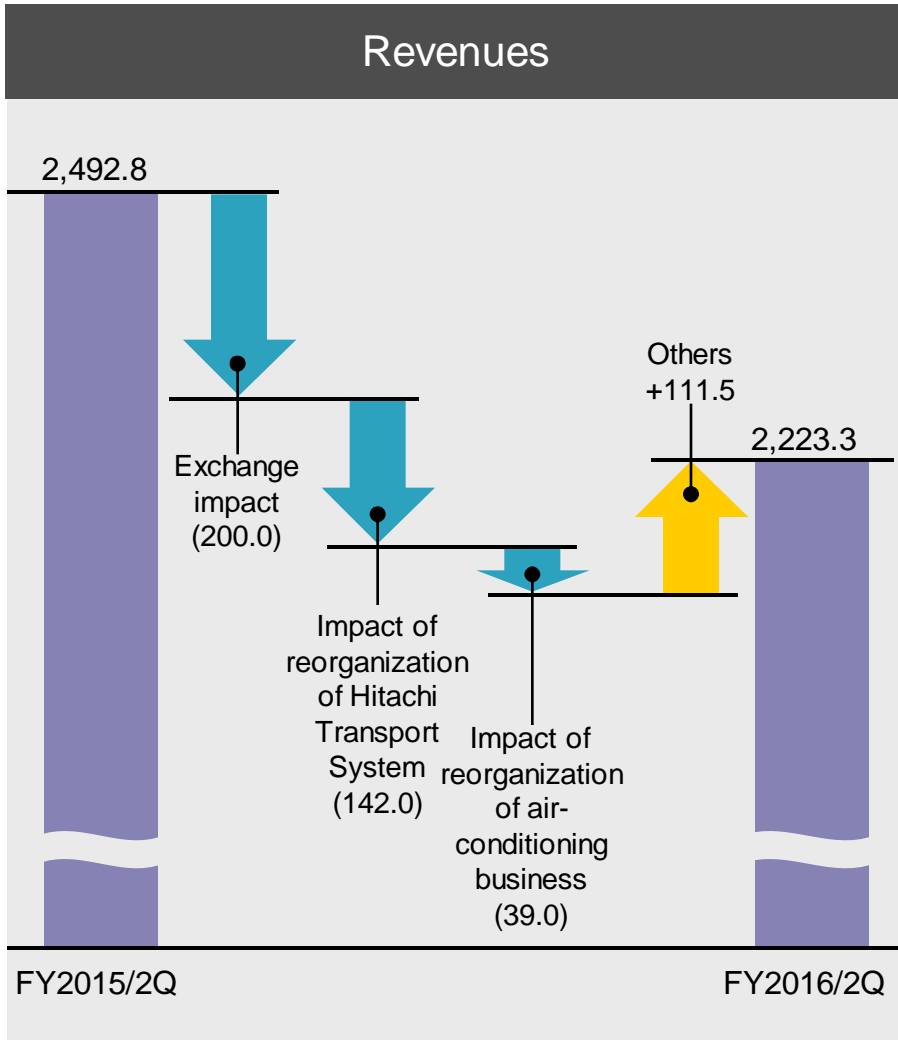 Revenues
2,492.8
Exchange
impact
(200.0)
Impact of
reorganization
of Hitachi
Transport
System
(142.0)
Impact of
reorganization
of air-
conditioning
business
(39.0)
Others
+111.5
2,223.3
FY2015/2Q
FY2016/2Q